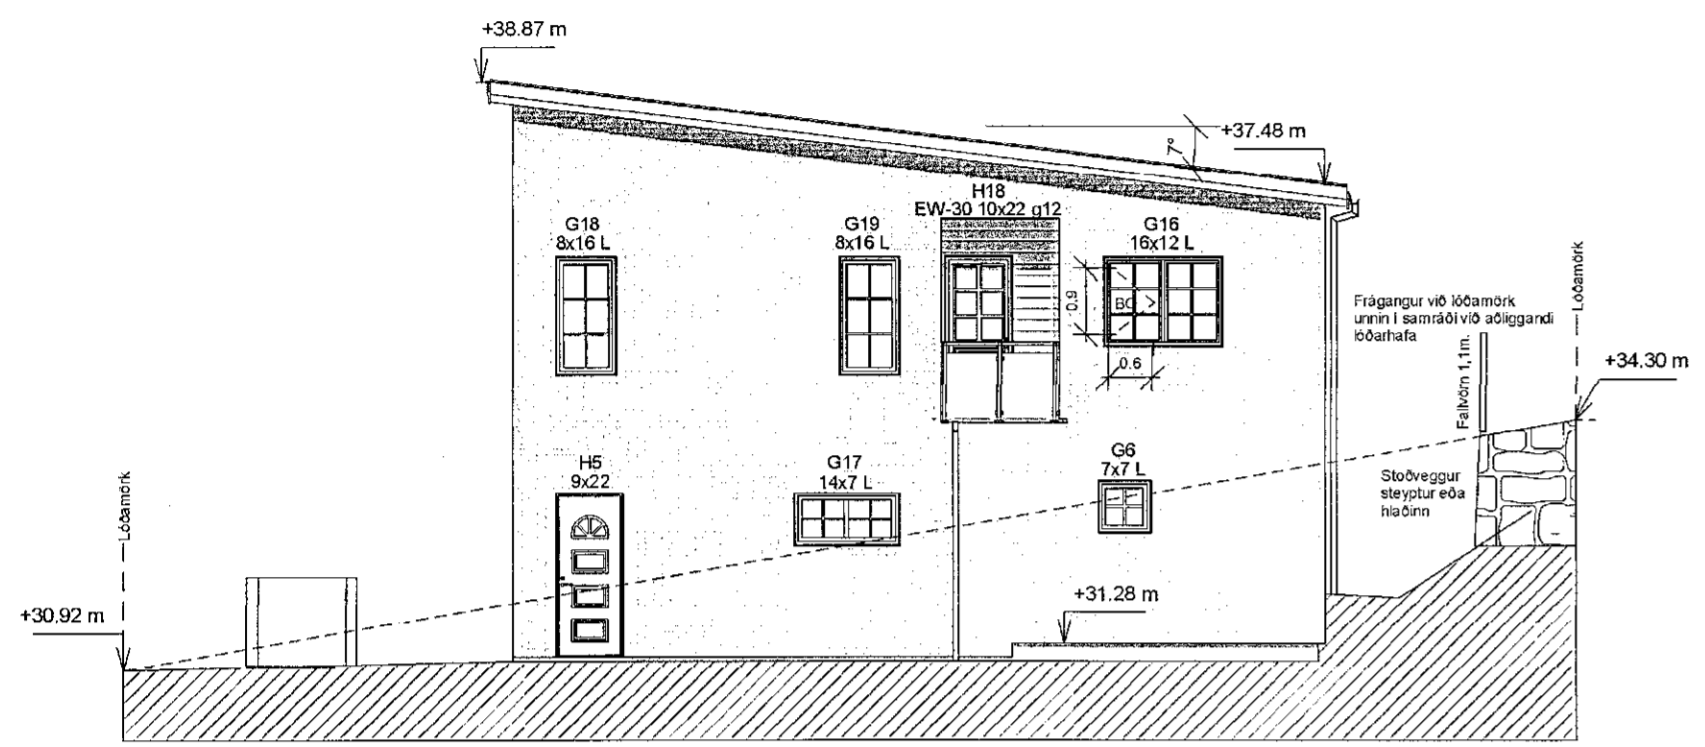 +38.87 m
+37.48 m
7°
H18
EW-30 10x22 g12
G18
8x16 L
G19
8x16 L
G16
16x12 L
0.9
BO
0.6
Frágangur við lóðamörk
unnin í samráði við aðliggandi
lóðarhafa
Lóðamörk
Fallvörn 1,1m.
+34.30 m
H5
9x22
G17
14x7 L
G6
7x7 L
Stoðveggur
steyptur eða
hlaðinn
Lóðamörk
+30.92 m
+31.28 m